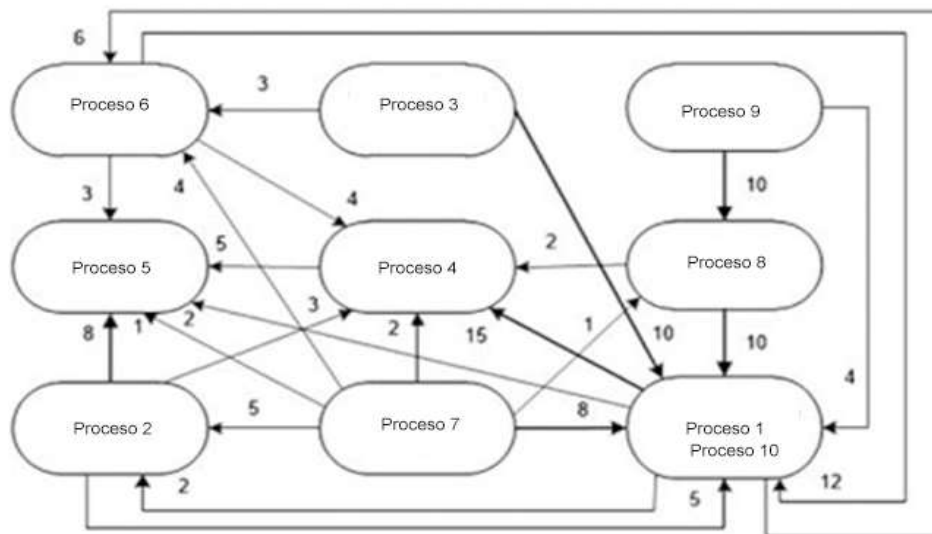 6
3
Proceso 6
Proceso 3
Proceso 9
3
4
4
10
Proceso 5
5
Proceso 4
2
Proceso 8
8
1
2
3
2
15
1
10
10
4
Proceso 2
5
Proceso 7
8
Proceso 1
Proceso 10
2
5
12